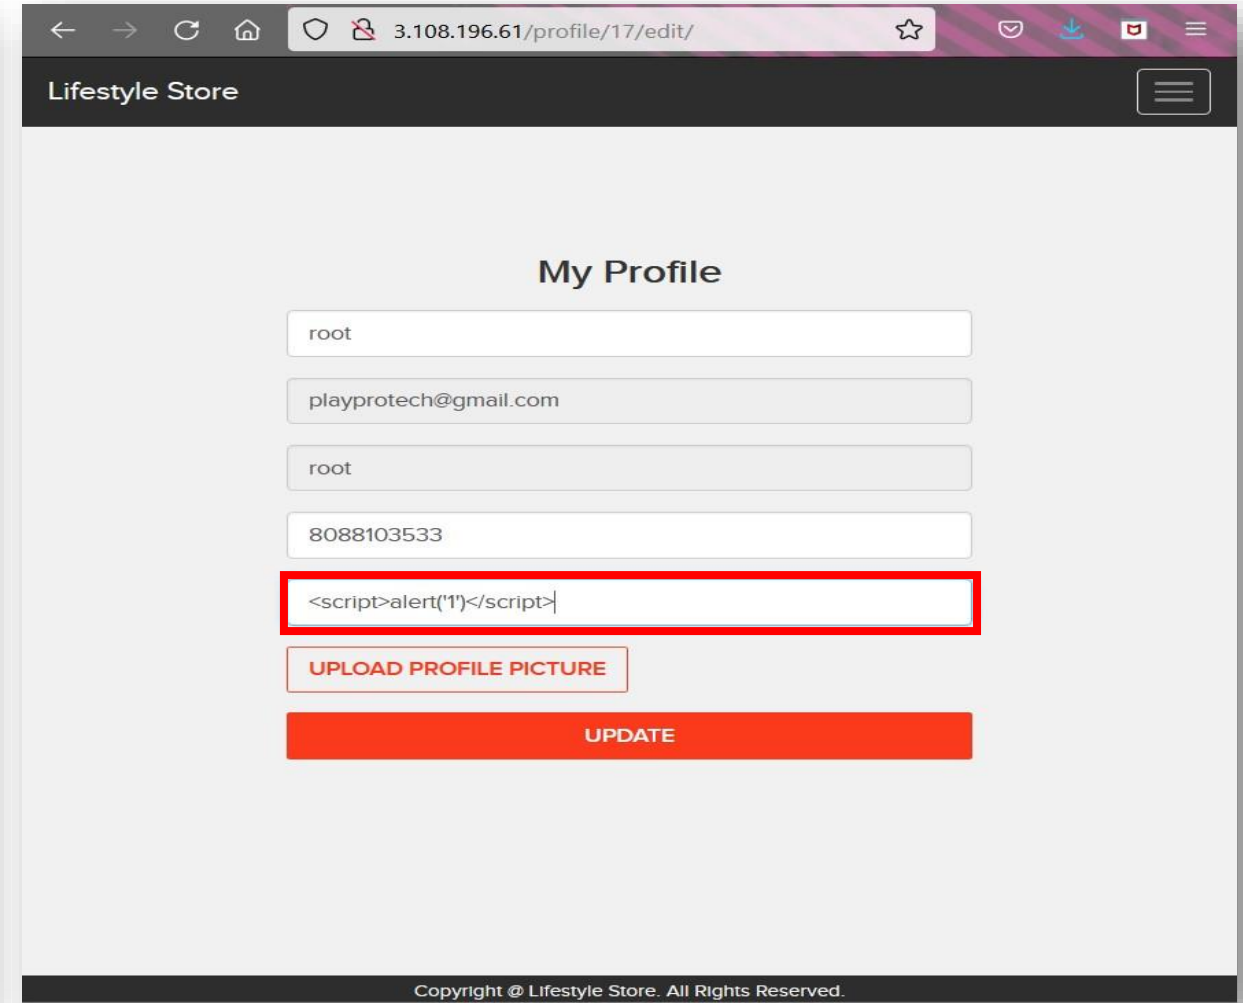 3.108.196.61/profile/17/edit/
Lifestyle Store
My Profile
root
playprotech@gmail.com
root
8088103533
<script>alert('1')</script>
UPLOAD PROFILE PICTURE
UPDATE
Copyright @ Lifestyle Store. All Rights Reserved.